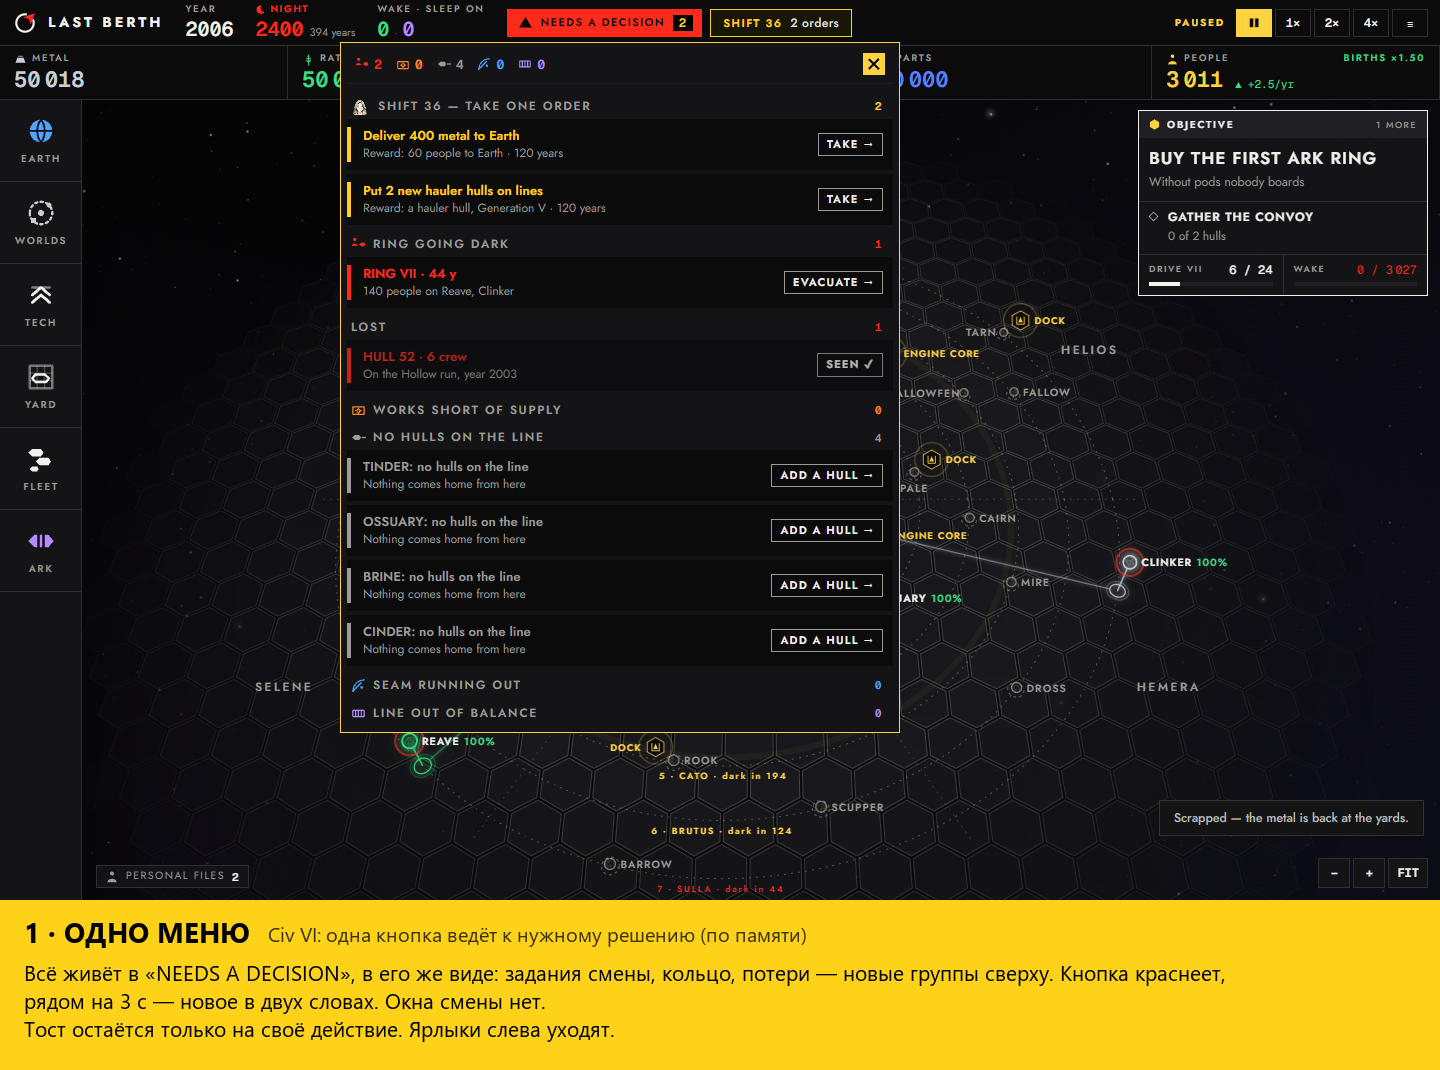 LAST BERTH
YEAR
2006
NIGHT
2400 394 years
WAKE · SLEEP ON
0 · 0
NEEDS A DECISION 2
SHIFT 36 2 orders
PAUSED
1×
2×
4×
≡
METAL
50 018
RAT
50 0
PARTS
0 000
PEOPLE
BIRTHS ×1.50
3 011 ▲ +2.5/yr
EARTH
WORLDS
TECH
YARD
FLEET
ARK
2 0 4 0 0
SHIFT 36 — TAKE ONE ORDER 2
Deliver 400 metal to Earth
Reward: 60 people to Earth · 120 years
TAKE →
Put 2 new hauler hulls on lines
Reward: a hauler hull, Generation V · 120 years
TAKE →
RING GOING DARK 1
RING VII · 44 y
140 people on Reave, Clinker
EVACUATE →
LOST 1
HULL 52 · 6 crew
On the Hollow run, year 2003
SEEN ✓
WORKS SHORT OF SUPPLY 0
NO HULLS ON THE LINE 4
TINDER: no hulls on the line
Nothing comes home from here
ADD A HULL →
OSSUARY: no hulls on the line
Nothing comes home from here
ADD A HULL →
BRINE: no hulls on the line
Nothing comes home from here
ADD A HULL →
CINDER: no hulls on the line
Nothing comes home from here
ADD A HULL →
SEAM RUNNING OUT 0
LINE OUT OF BALANCE 0
OBJECTIVE 1 MORE
BUY THE FIRST ARK RING
Without pods nobody boards
GATHER THE CONVOY
0 of 2 hulls
DRIVE VII 6 / 24
WAKE 0 / 3 027
TARN
DOCK
HELIOS
ENGINE CORE
ALLOWFEN
FALLOW
DOCK
PALE
CAIRN
NGINE CORE
CLINKER 100%
MIRE
UARY 100%
SELENE
DROSS
HEMERA
REAVE 100%
DOCK
ROOK
5 · CATO · dark in 194
SCUPPER
6 · BRUTUS · dark in 124
BARROW
7 · SULLA · dark in 44
Scrapped — the metal is back at the yards.
PERSONAL FILES 2
−
+
FIT
1 · ОДНО МЕНЮ Civ VI: одна кнопка ведёт к нужному решению (по памяти)
Всё живёт в «NEEDS A DECISION», в его же виде: задания смены, кольцо, потери — новые группы сверху. Кнопка краснеет,
рядом на 3 с — новое в двух словах. Окна смены нет.
Тост остаётся только на своё действие. Ярлыки слева уходят.